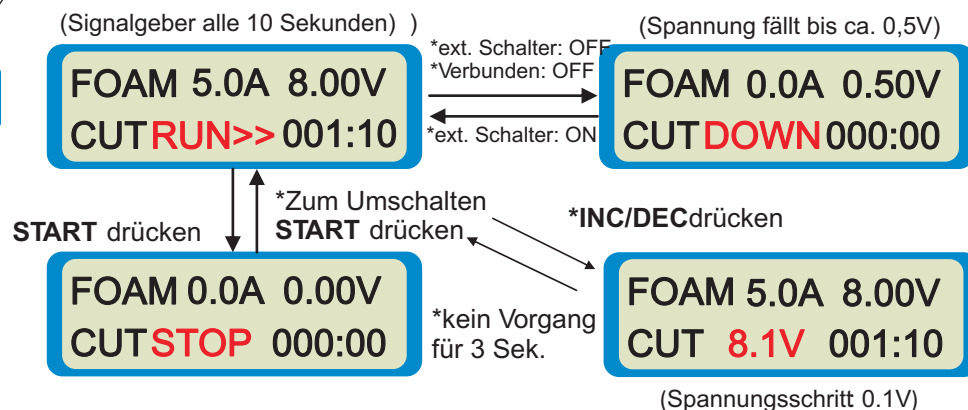 (Signalgeber alle 10 Sekunden) )
FOAM 5.0A 8.00V
CUT RUN>> 001:10
*ext. Schalter: OFF
*Verbunden: OFF
*ext. Schalter: ON
(Spannung fällt bis ca. 0,5V)
FOAM 0.0A 0.50V
CUT DOWN 000:00
START drücken
*Zum Umschalten
START drücken
*INC/DECdrücken
FOAM 0.0A 0.00V
CUT STOP 000:00
*kein Vorgang
für 3 Sek.
FOAM 5.0A 8.00V
CUT 8.1V 001:10
(Spannungsschritt 0.1V)